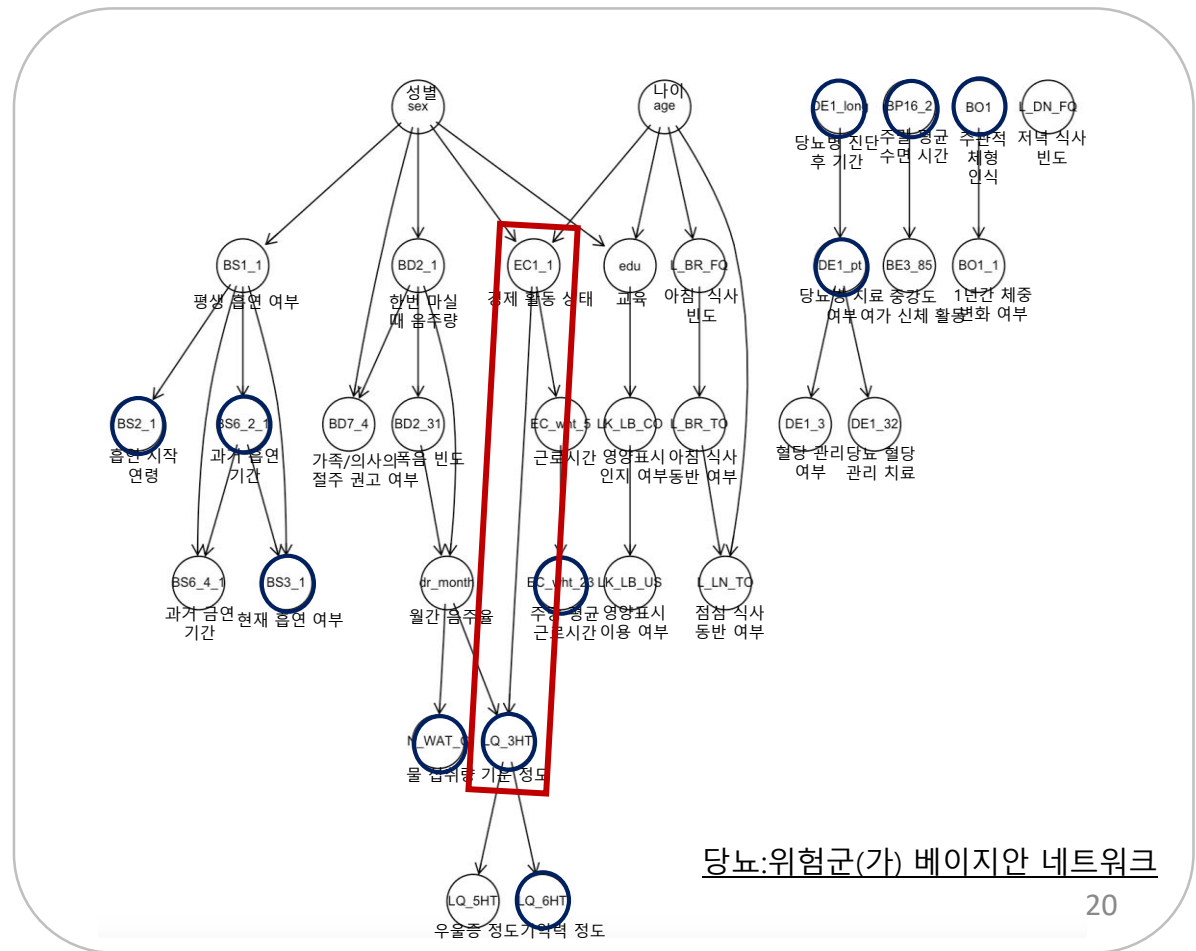 성별
sex
나이
age
DE1_long
BP16_2
BO1
L_DN_FQ
당뇨병 진단
후 기간
주말 평균
수면 시간
주관적
체형
인식
저녁 식사
빈도
BS1_1
평생 흡연 여부
BD2_1
한번 마실
때 음주량
EC1_1
경제 활동 상태
edu
교육
L_BR_FQ
아침 식사
빈도
DE1_pt
당뇨병 치료
여부
BE3_85
중강도
여가 신체 활동
BO1_1
1년간 체중
변화 여부
BS2_1
흡연 시작
연령
BS6_2_1
과거 흡연
기간
BD7_4
가족/의사의
절주 권고 여부
BD2_31
폭음 빈도
EC_wht_5
근로시간
LK_LB_CO
영양표시
인지 여부
L_BR_TO
아침 식사
동반 여부
DE1_3
혈당 관리
여부
DE1_32
당뇨 혈당
관리 치료
BS6_4_1
과거 금연
기간
BS3_1
현재 흡연 여부
dr_month
월간 음주율
EC_wht_23
주당 평균
근로시간
LK_LB_US
영양표시
이용 여부
L_LN_TO
점심 식사
동반 여부
N_WAT_C
물 섭취량
LQ_3HT
기운 정도
LQ_5HT
우울증 정도
LQ_6HT
기억력 정도
당뇨:위험군(가) 베이지안 네트워크
20